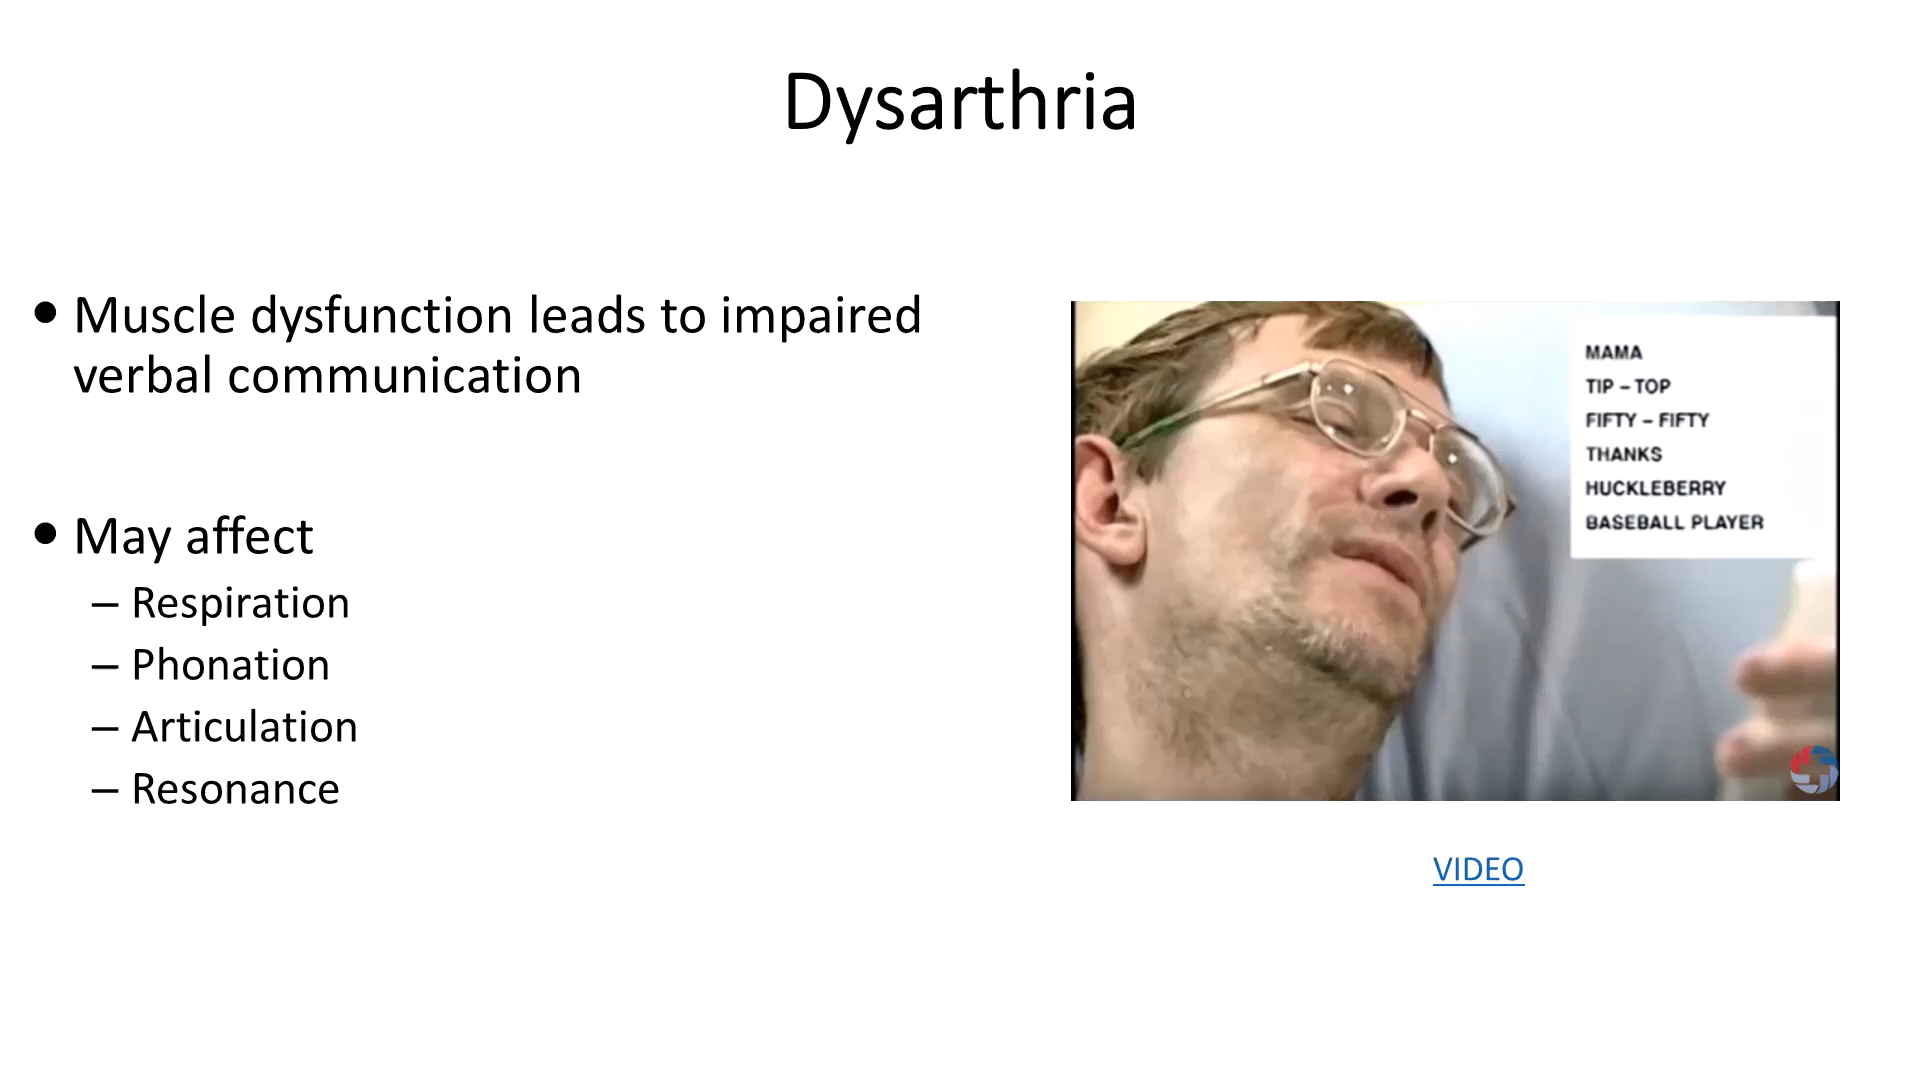 Dysarthria
• Muscle dysfunction leads to impaired
verbal communication
• May affect
– Respiration
– Phonation
– Articulation
– Resonance
MAMA
TIP – TOP
FIFTY – FIFTY
THANKS
HUCKLEBERRY
BASEBALL PLAYER
VIDEO